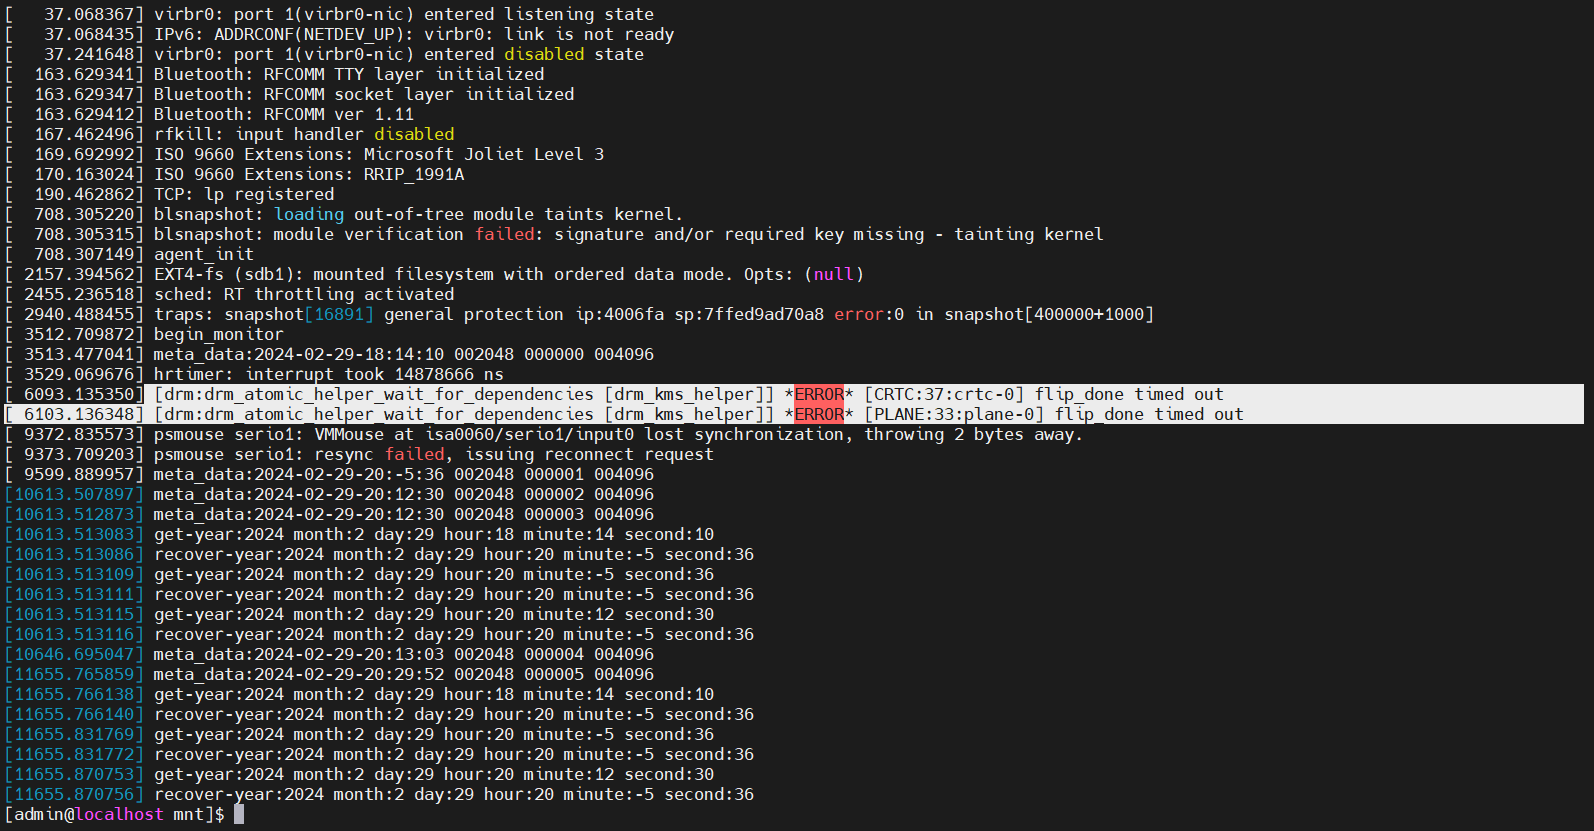 [   37.068367] virbr0: port 1(virbr0-nic) entered listening state
[   37.068435] IPv6: ADDRCONF(NETDEV_UP): virbr0: link is not ready
[   37.241648] virbr0: port 1(virbr0-nic) entered disabled state
[  163.629341] Bluetooth: RFCOMM TTY layer initialized
[  163.629347] Bluetooth: RFCOMM socket layer initialized
[  163.629412] Bluetooth: RFCOMM ver 1.11
[  167.462496] rfkill: input handler disabled
[  169.692992] ISO 9660 Extensions: Microsoft Joliet Level 3
[  170.163024] ISO 9660 Extensions: RRIP_1991A
[  190.462862] TCP: lp registered
[  708.305220] blsnapshot: loading out-of-tree module taints kernel.
[  708.305315] blsnapshot: module verification failed: signature and/or required key missing - tainting kernel
[  708.307149] agent_init
[ 2157.394562] EXT4-fs (sdb1): mounted filesystem with ordered data mode. Opts: (null)
[ 2455.236518] sched: RT throttling activated
[ 2940.488455] traps: snapshot[16891] general protection ip:4006fa sp:7ffed9ad70a8 error:0 in snapshot[400000+1000]
[ 3512.709872] begin_monitor
[ 3513.477041] meta_data:2024-02-29-18:14:10 002048 000000 004096
[ 3529.069676] hrtimer: interrupt took 14878666 ns
[ 6093.135350] [drm:drm_atomic_helper_wait_for_dependencies [drm_kms_helper]] *ERROR* [CRTC:37:crtc-0] flip_done timed out
[ 6103.136348] [drm:drm_atomic_helper_wait_for_dependencies [drm_kms_helper]] *ERROR* [PLANE:33:plane-0] flip_done timed out
[ 9372.835573] psmouse serio1: VMMouse at isa0060/serio1/input0 lost synchronization, throwing 2 bytes away.
[ 9373.709203] psmouse serio1: resync failed, issuing reconnect request
[ 9599.889957] meta_data:2024-02-29-20:-5:36 002048 000001 004096
[10613.507897] meta_data:2024-02-29-20:12:30 002048 000002 004096
[10613.512873] meta_data:2024-02-29-20:12:30 002048 000003 004096
[10613.513083] get-year:2024 month:2 day:29 hour:18 minute:14 second:10
[10613.513086] recover-year:2024 month:2 day:29 hour:20 minute:-5 second:36
[10613.513109] get-year:2024 month:2 day:29 hour:20 minute:-5 second:36
[10613.513111] recover-year:2024 month:2 day:29 hour:20 minute:-5 second:36
[10613.513115] get-year:2024 month:2 day:29 hour:20 minute:12 second:30
[10613.513116] recover-year:2024 month:2 day:29 hour:20 minute:-5 second:36
[10646.695047] meta_data:2024-02-29-20:13:03 002048 000004 004096
[11655.765859] meta_data:2024-02-29-20:29:52 002048 000005 004096
[11655.766138] get-year:2024 month:2 day:29 hour:18 minute:14 second:10
[11655.766140] recover-year:2024 month:2 day:29 hour:20 minute:-5 second:36
[11655.831769] get-year:2024 month:2 day:29 hour:20 minute:-5 second:36
[11655.831772] recover-year:2024 month:2 day:29 hour:20 minute:-5 second:36
[11655.870753] get-year:2024 month:2 day:29 hour:20 minute:12 second:30
[11655.870756] recover-year:2024 month:2 day:29 hour:20 minute:-5 second:36
[admin@localhost mnt]$